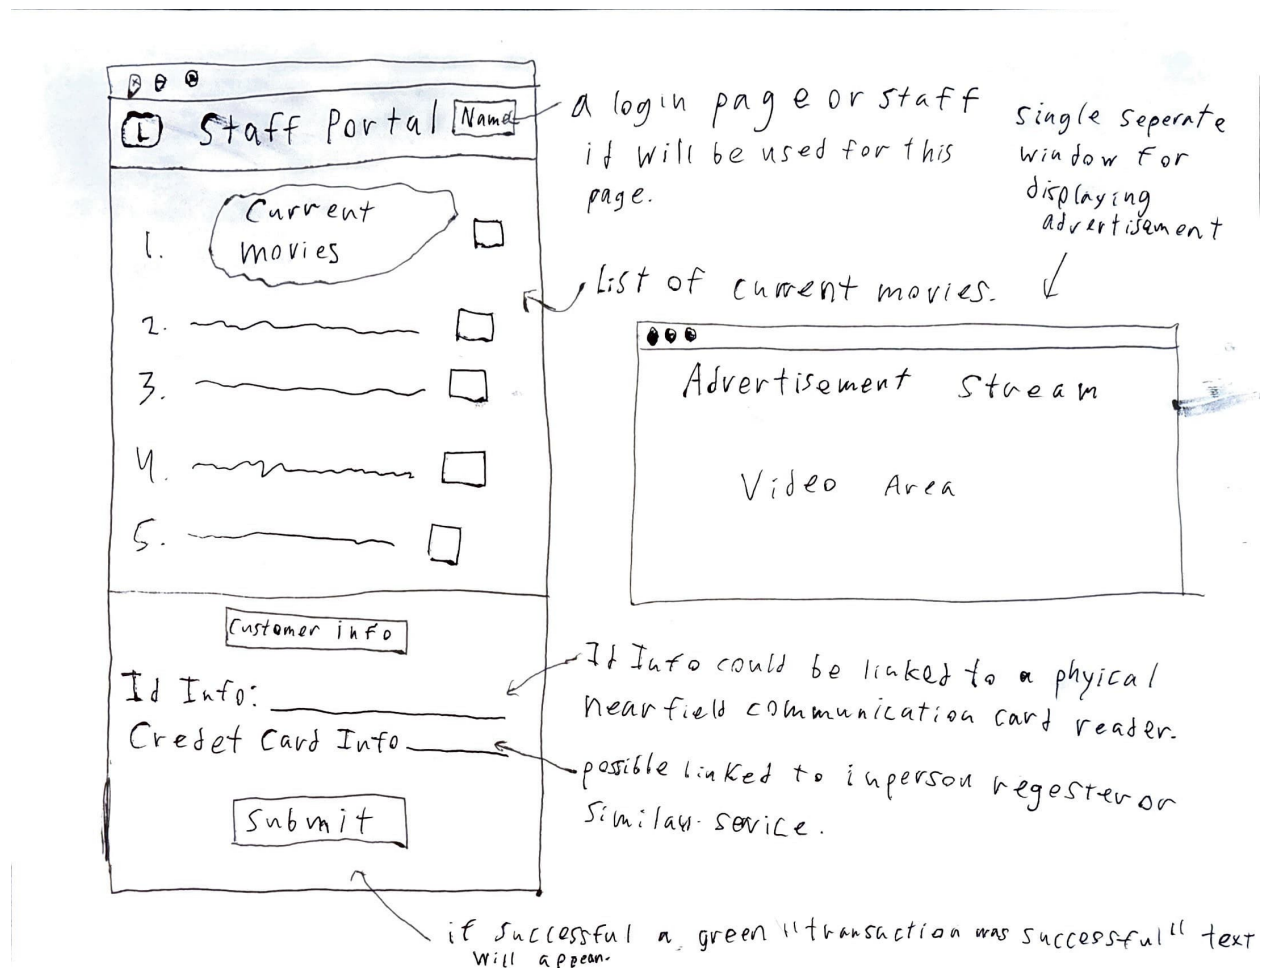 L Staff Portal Name
a login page or staff
id will be used for this
page.
single seperate
window for
displaying
advertisement
1. Current
movies
List of current movies.
2.
3.
4.
5.
Advertisement Stream
Video Area
Customer info
Id Info:
Credet Card Info
Id Info could be linked to a phyical
near field communication card reader.
possible linked to inperson regester or
similar service.
Submit
if successful a green "transaction was successful" text
will appear.